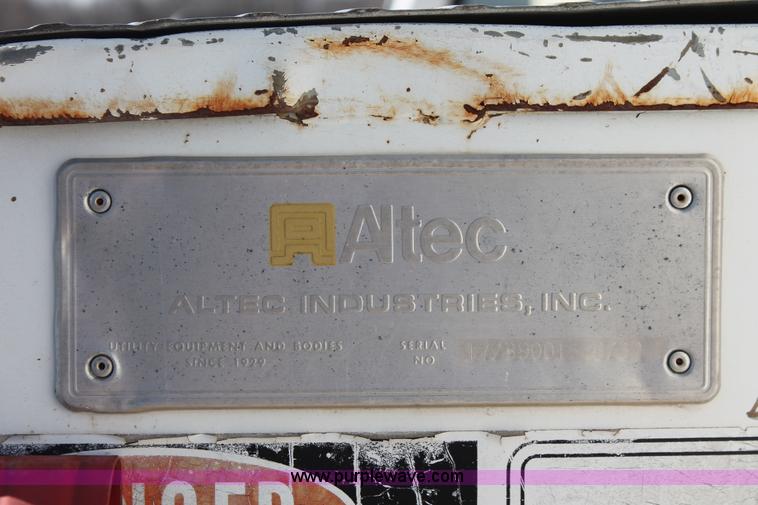 Altec
ALTEC INDUSTRIES, INC.
UTILITY EQUIPMENT AND BODIES
SINCE 1929
SERIAL
NO
www.purplewave.com